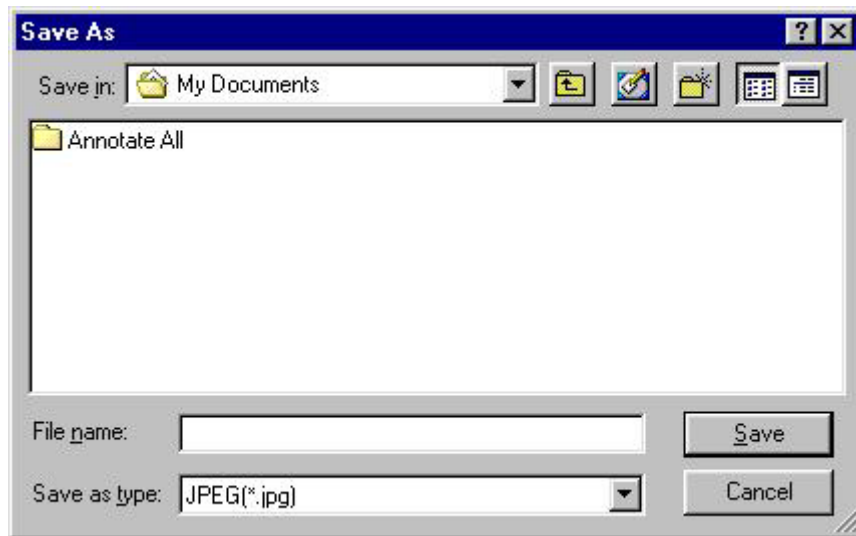 Save As
Save in: My Documents
Annotate All
File name: Save
Save as type: JPEG(*.jpg) Cancel